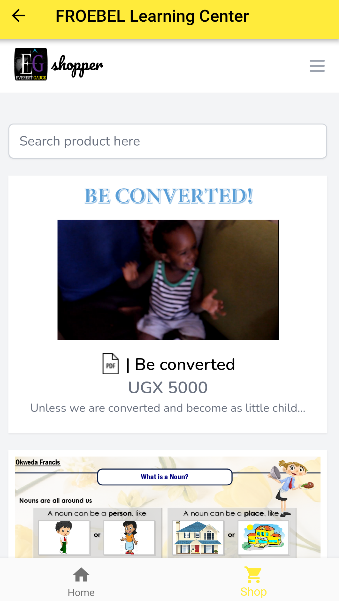 FROEBEL Learning Center
EG shopper
Search product here
BE CONVERTED!
PDF | Be converted
UGX 5000
Unless we are converted and become as little child...
Okweda Francis
What is a Noun?
Nouns are all around us
A noun can be a person, like
A noun can be a place, like
or
or
Home
Shop